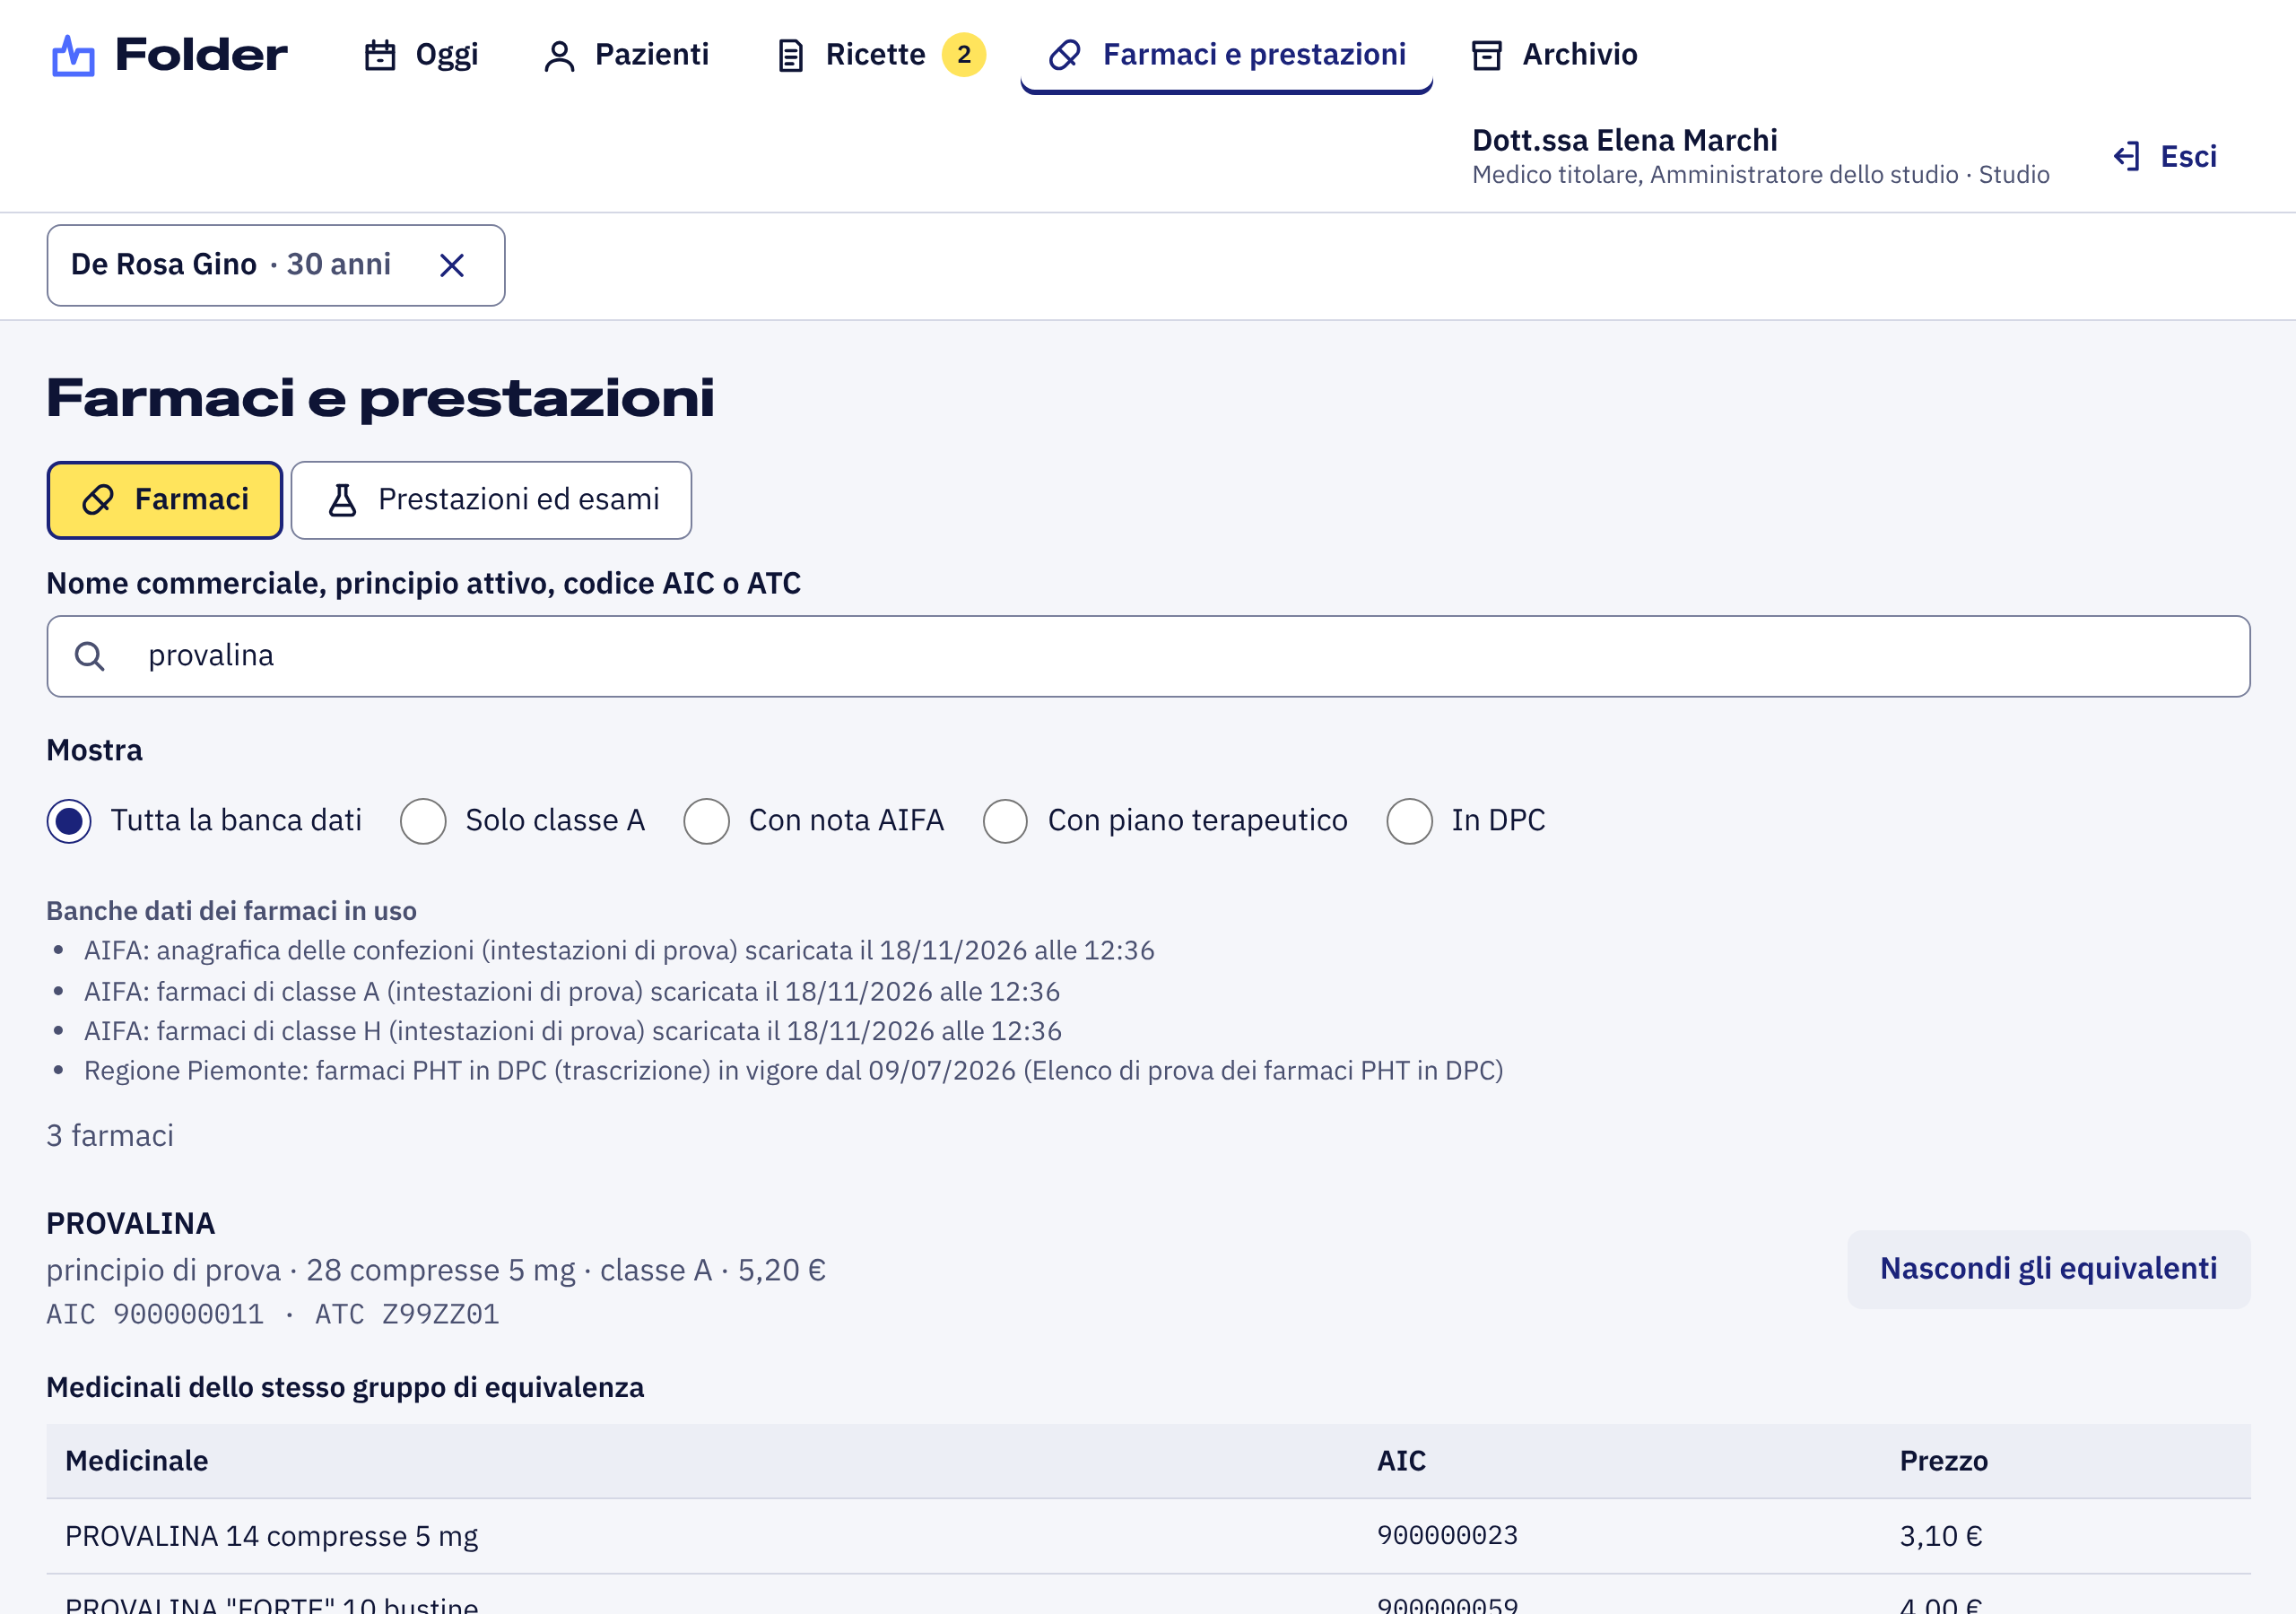 Folder
Oggi
Pazienti
Ricette 2
Farmaci e prestazioni
Archivio
Dott.ssa Elena Marchi
Medico titolare, Amministratore dello studio · Studio
Esci
De Rosa Gino · 30 anni
Farmaci e prestazioni
Farmaci
Prestazioni ed esami
Nome commerciale, principio attivo, codice AIC o ATC
provalina
Mostra
Tutta la banca dati
Solo classe A
Con nota AIFA
Con piano terapeutico
In DPC
Banche dati dei farmaci in uso
• AIFA: anagrafica delle confezioni (intestazioni di prova) scaricata il 18/11/2026 alle 12:36
• AIFA: farmaci di classe A (intestazioni di prova) scaricata il 18/11/2026 alle 12:36
• AIFA: farmaci di classe H (intestazioni di prova) scaricata il 18/11/2026 alle 12:36
• Regione Piemonte: farmaci PHT in DPC (trascrizione) in vigore dal 09/07/2026 (Elenco di prova dei farmaci PHT in DPC)
3 farmaci
PROVALINA
principio di prova · 28 compresse 5 mg · classe A · 5,20 €
AIC 900000011 · ATC Z99ZZ01
Nascondi gli equivalenti
Medicinali dello stesso gruppo di equivalenza
Medicinale AIC Prezzo
PROVALINA 14 compresse 5 mg 900000023 3,10 €
PROVALINA "FORTE" 10 bustine 900000059 4,00 €